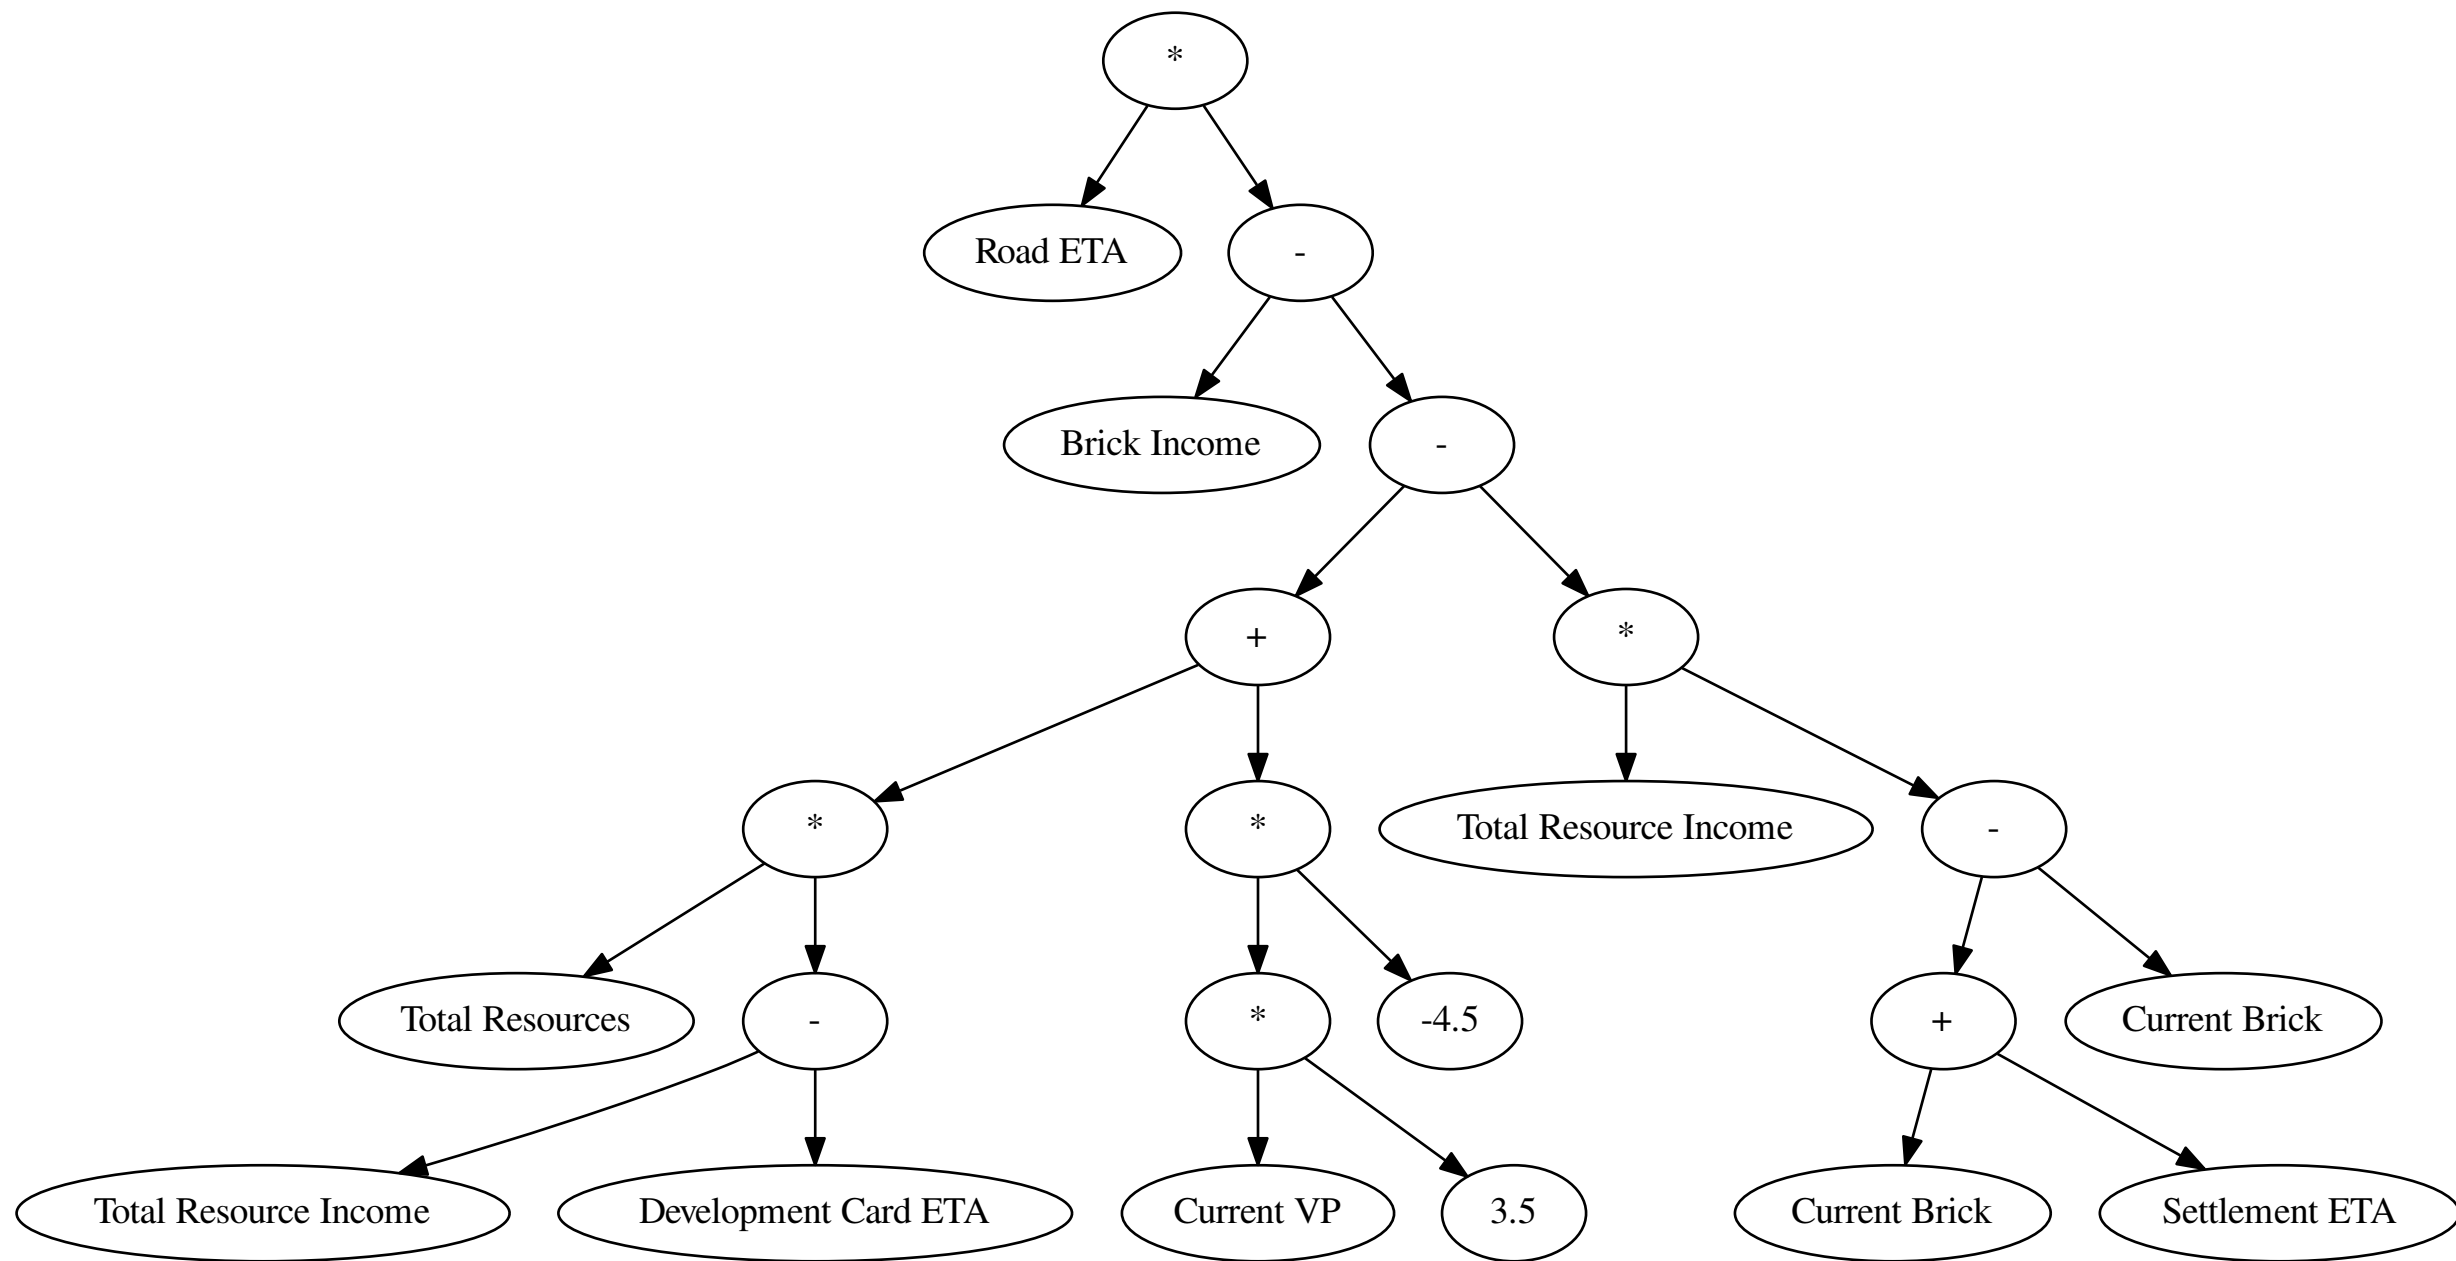 *
Road ETA
-
Brick Income
-
+
*
*
*
Total Resource Income
-
Total Resources
-
*
-4.5
+
Current Brick
Total Resource Income
Development Card ETA
Current VP
3.5
Current Brick
Settlement ETA